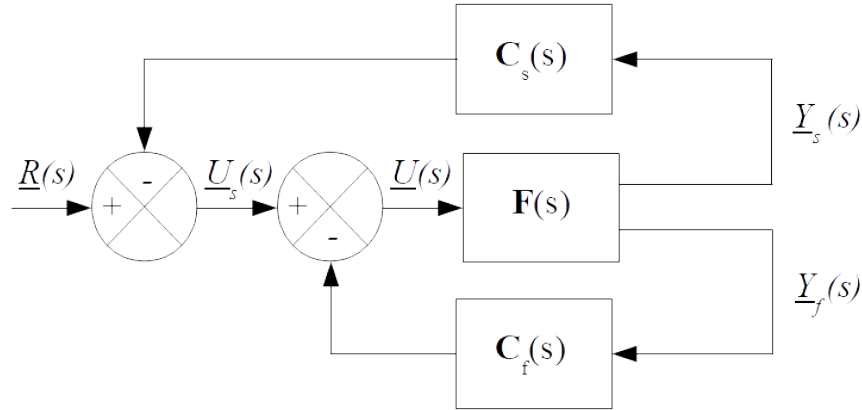 C_s(s)
Y_s(s)
-
R(s)
+
U_s(s)
+
-
U(s)
F(s)
Y_f(s)
C_f(s)